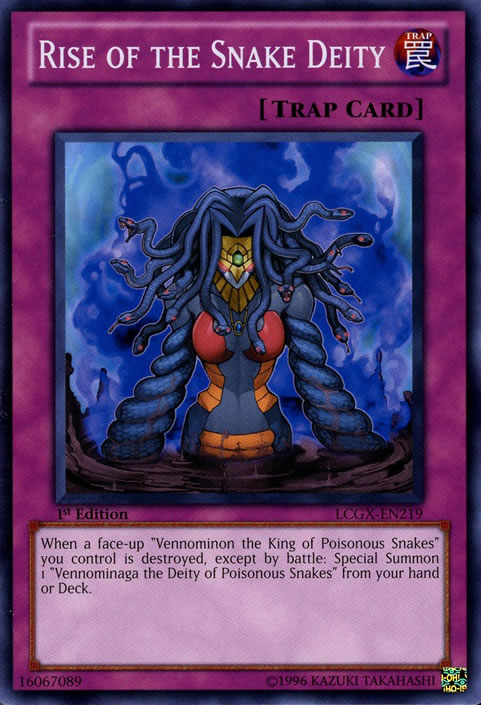 RISE OF THE SNAKE DEITY
TRAP
罠
[TRAP CARD]
1st Edition
LCGX-EN219
When a face-up "Vennominon the King of Poisonous Snakes"
you control is destroyed, except by battle: Special Summon
1 "Vennominaga the Deity of Poisonous Snakes" from your hand
or Deck.
16067089
©1996 KAZUKI TAKAHASHI